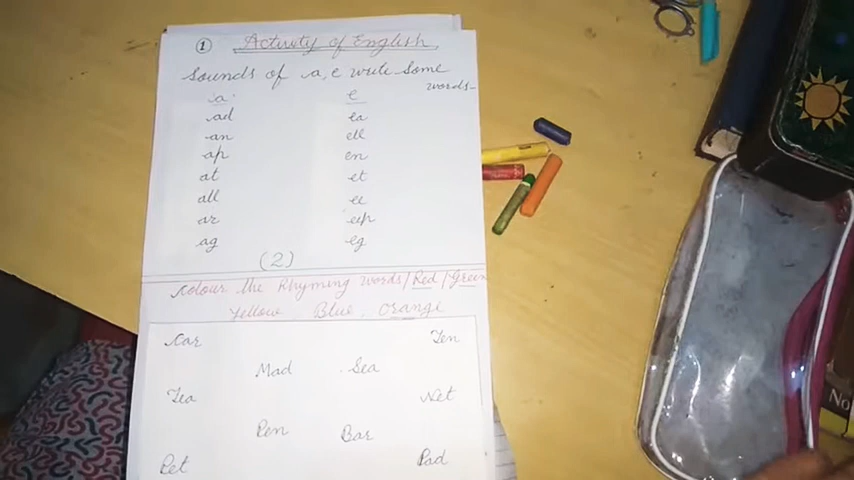 1 Activity of English
Sounds of a, e write Some
words-
a e
ad ea
an ell
ap en
at et
all ee
ar eep
ag eg
(2)
Colour the Rhyming words/Red/Green
Yellow Blue, orange
Car Ten
Mad Sea
Tea Net
Pen Bar
Pet Pad
No